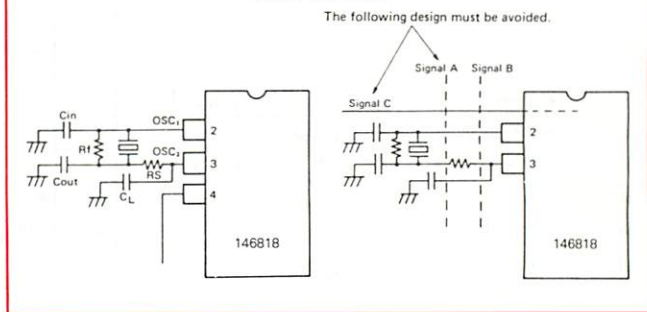 The following design must be avoided.
Signal A Signal B
Signal C
Cin
OSC1
2
Rf
OSC2
3
RS
Cout
CL
4
146818
2
3
146818